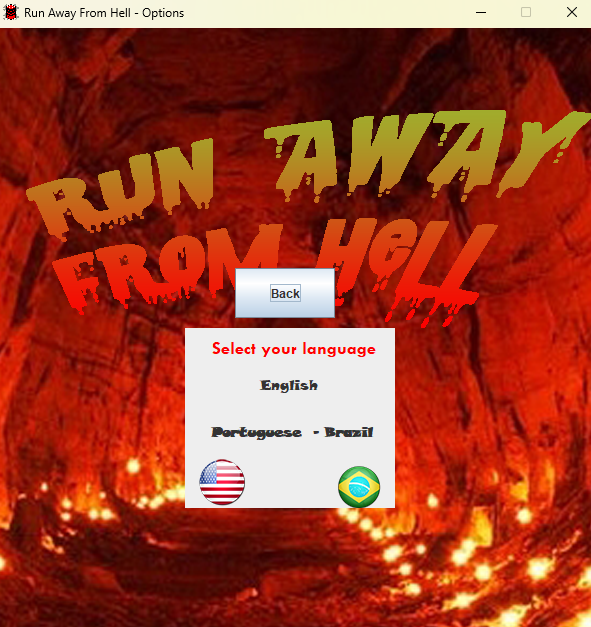 Run Away From Hell - Options
RUN AWAY
FROM HeLL
Back
Select your language
English
Portuguese - Brazil